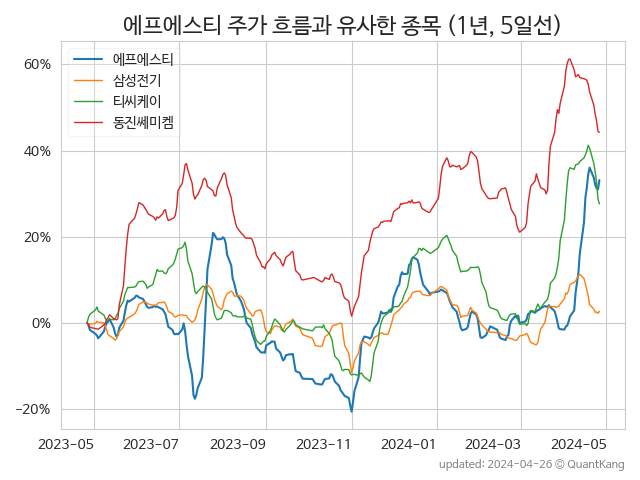 에프에스티 주가 흐름과 유사한 종목 (1년, 5일선)
에프에스티
삼성전기
티씨케이
동진쎄미켐
60%
40%
20%
0%
−20%
2023-05 2023-07 2023-09 2023-11 2024-01 2024-03 2024-05
updated: 2024-04-26 © QuantKang